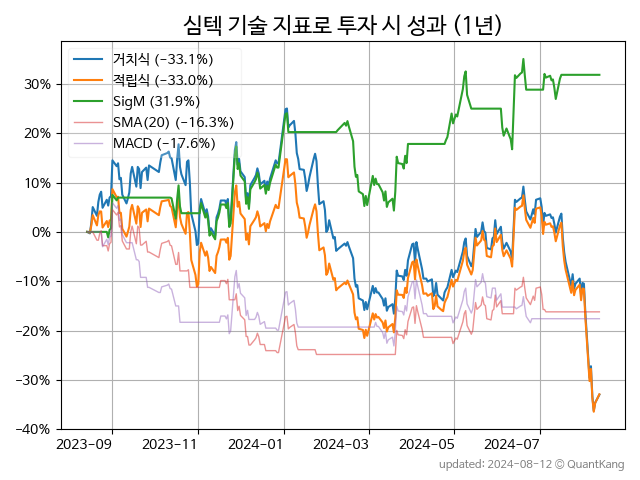 심텍 기술 지표로 투자 시 성과 (1년)
거치식 (−33.1%)
적립식 (−33.0%)
SigM (31.9%)
SMA(20) (−16.3%)
MACD (−17.6%)
30%
20%
10%
0%
−10%
−20%
−30%
−40%
2023-09 2023-11 2024-01 2024-03 2024-05 2024-07
updated: 2024-08-12 © QuantKang